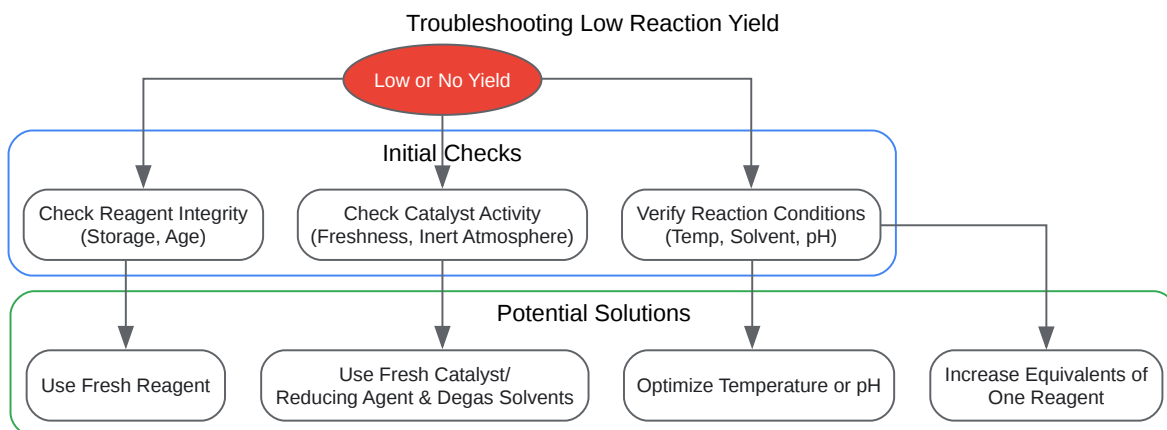 Troubleshooting Low Reaction Yield
Low or No Yield
Initial Checks
Check Reagent Integrity
(Storage, Age)
Check Catalyst Activity
(Freshness, Inert Atmosphere)
Verify Reaction Conditions
(Temp, Solvent, pH)
Potential Solutions
Use Fresh Reagent
Use Fresh Catalyst/
Reducing Agent & Degas Solvents
Optimize Temperature or pH
Increase Equivalents of
One Reagent